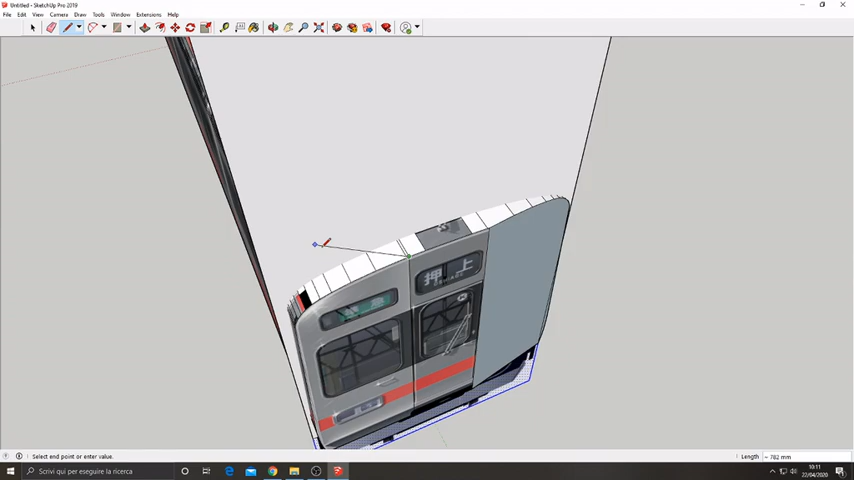 Untitled - SketchUp Pro 2019
File Edit View Camera Draw Tools Window Extensions Help
押上
Select end point or enter value.
Length ~ 782 mm
Scrivi qui per eseguire la ricerca
10:11
22/04/2020